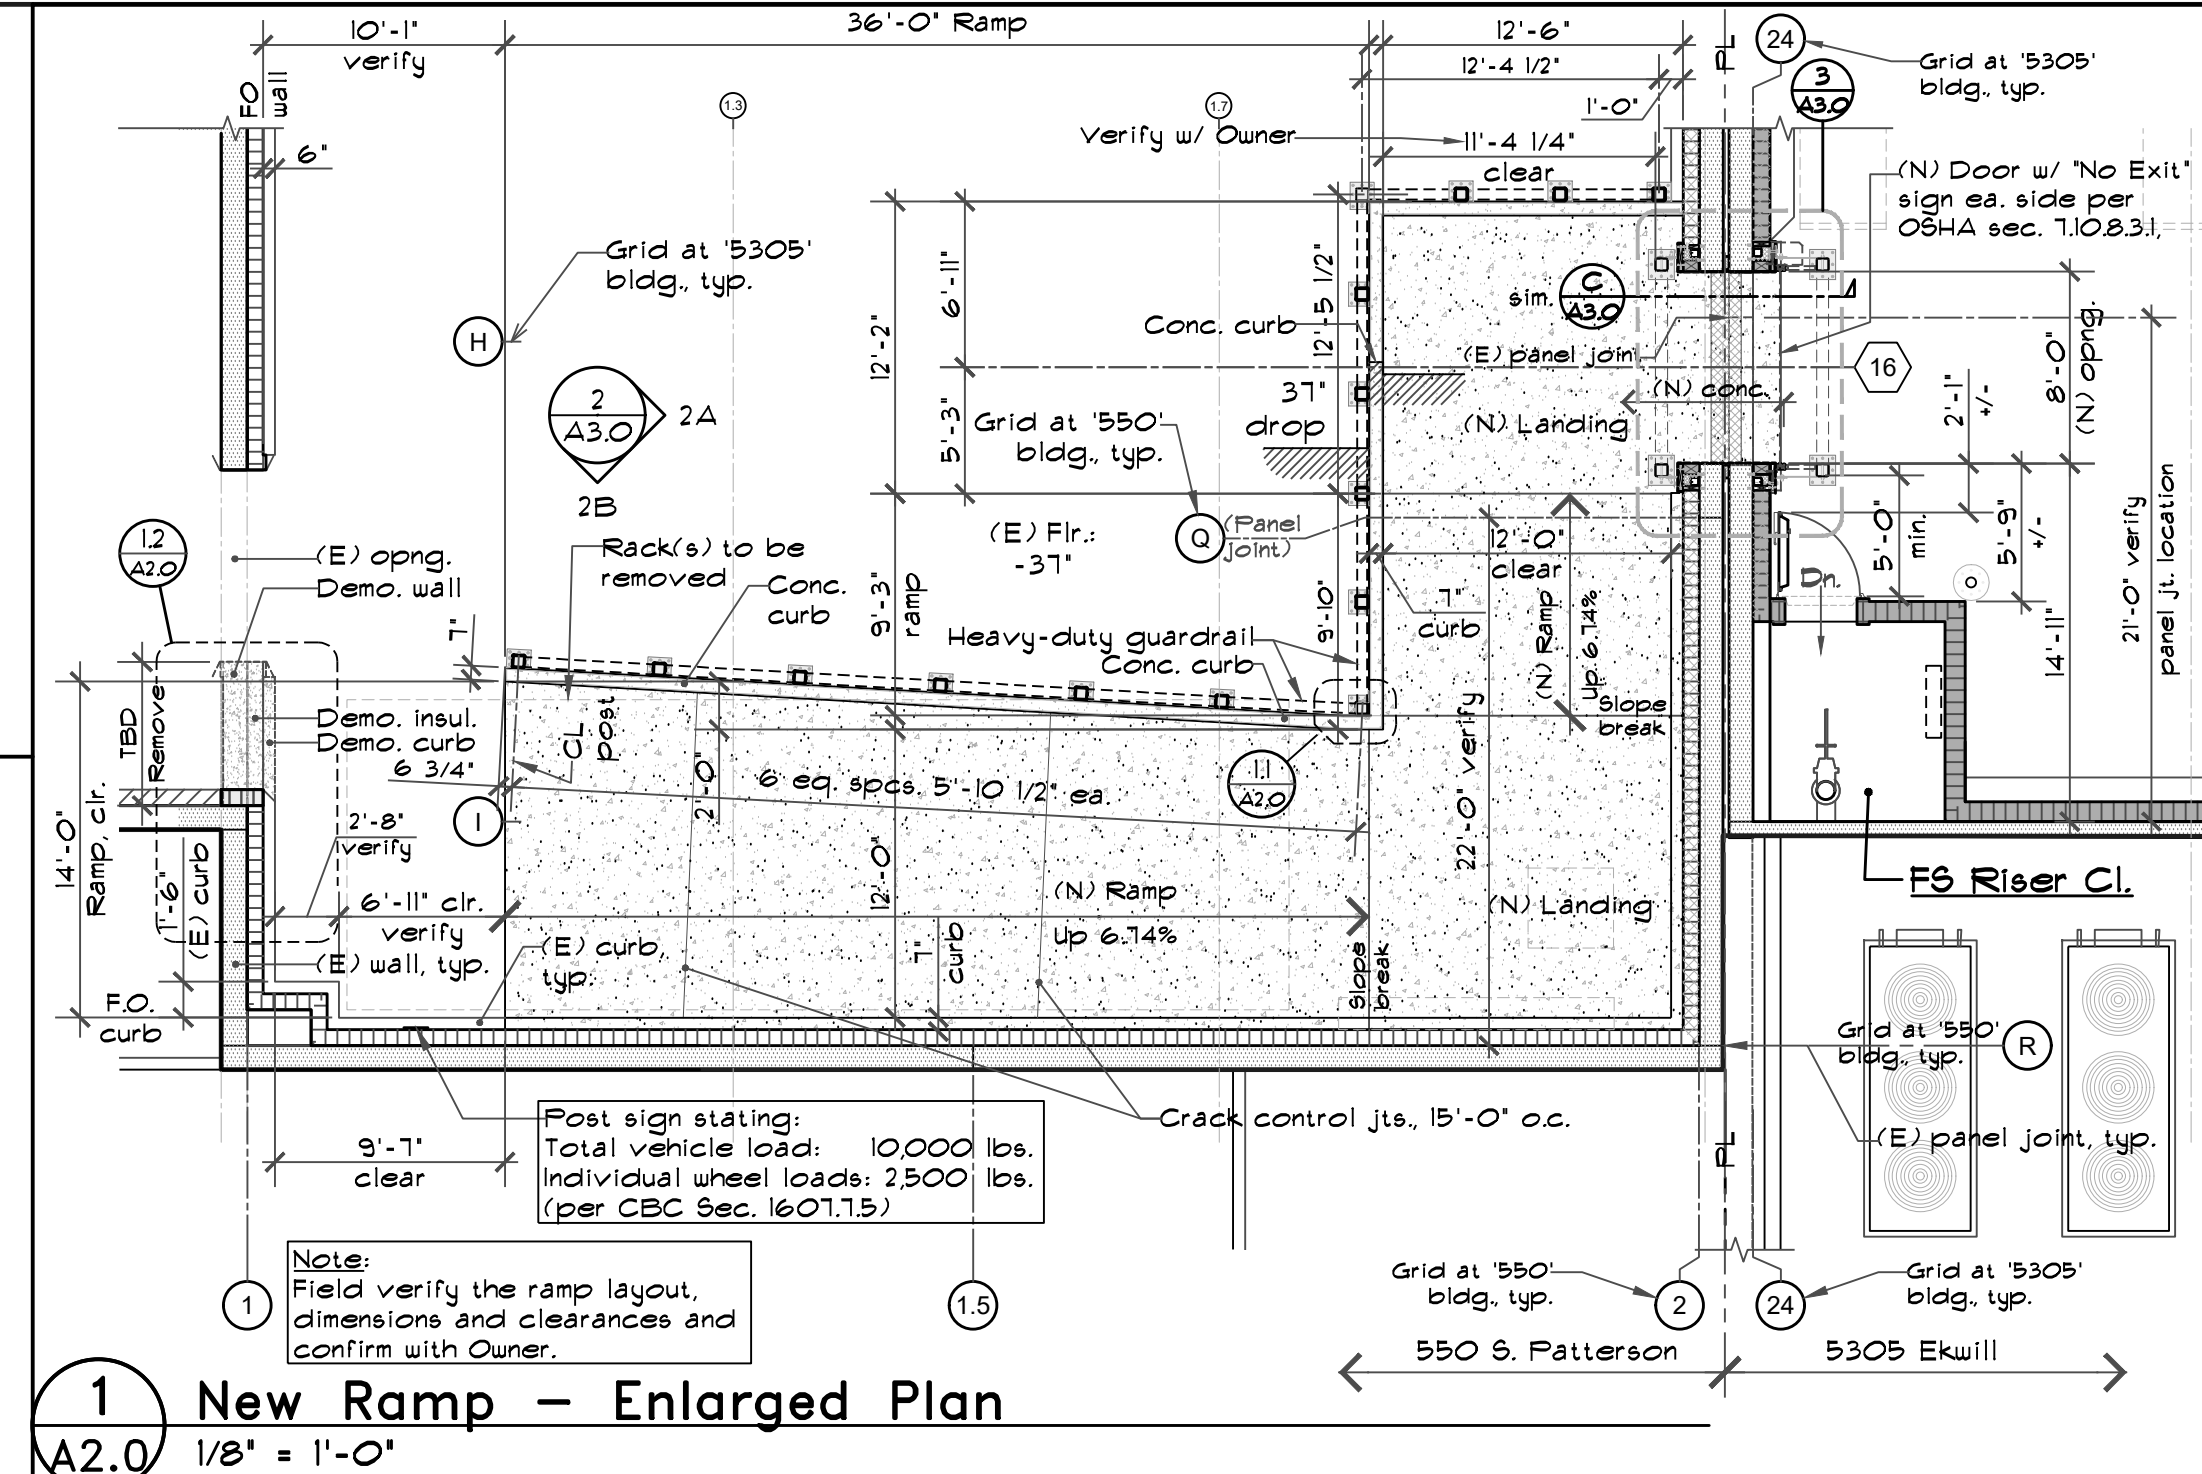 10'-1"
verify
36'-0" Ramp
12'-6"
12'-4 1/2"
1'-0"
PL
24
Grid at '5305'
bldg., typ.
3
A3.0
FO
wall
6"
1.3
1.7
Verify w/ Owner
11'-4 1/4"
clear
(N) Door w/ "No Exit"
sign ea. side per
OSHA sec. 7.10.8.3.1,
Grid at '5305'
bldg., typ.
H
12'-2"
6'-11"
5'-3"
12'-5 1/2"
Conc. curb
sim.
C
A3.0
(E) panel joint
16
(N) conc.
8'-0"
(N) opng.
2'-1"
+/-
2
A3.0
2A
2B
37"
drop
Grid at '550'
bldg., typ.
(N) Landing
Q
(Panel
joint)
(E) Flr.:
-37"
1.2
A2.0
(E) opng.
Demo. wall
Rack(s) to be
removed
Conc.
curb
12'-0"
clear
(N) Ramp
up 6.74%
5'-0"
min.
5'-9"
+/-
Dn.
21'-0" verify
panel jt. location
14'-11"
9'-3"
ramp
9'-10"
7"
curb
7"
Heavy-duty guardrail
Conc. curb
Slope
break
TBD
Remove
Demo. insul.
Demo. curb
6 3/4"
CL
post
2'-0"
6 eq. spcs. 5'-10 1/2" ea.
1.1
A2.0
22'-0" verify
I
14'-0"
Ramp, clr.
2'-8"
verify
1'-6"
(E) curb
6'-11" clr.
verify
12'-0"
(N) Ramp
up 6.74%
(N) Landing
FS Riser Cl.
(E) wall, typ.
(E) curb,
typ.
7"
curb
Slope
break
F.O.
curb
Grid at '550'
bldg., typ.
R
9'-7"
clear
Post sign stating:
Total vehicle load: 10,000 lbs.
Individual wheel loads: 2,500 lbs.
(per CBC Sec. 1607.7.5)
Crack control jts., 15'-0" o.c.
(E) panel joint, typ.
PL
Note:
Field verify the ramp layout,
dimensions and clearances and
confirm with Owner.
1
1.5
Grid at '550'
bldg., typ.
2
24
Grid at '5305'
bldg., typ.
550 S. Patterson
5305 Ekwill
1
A2.0
New Ramp - Enlarged Plan
1/8" = 1'-0"